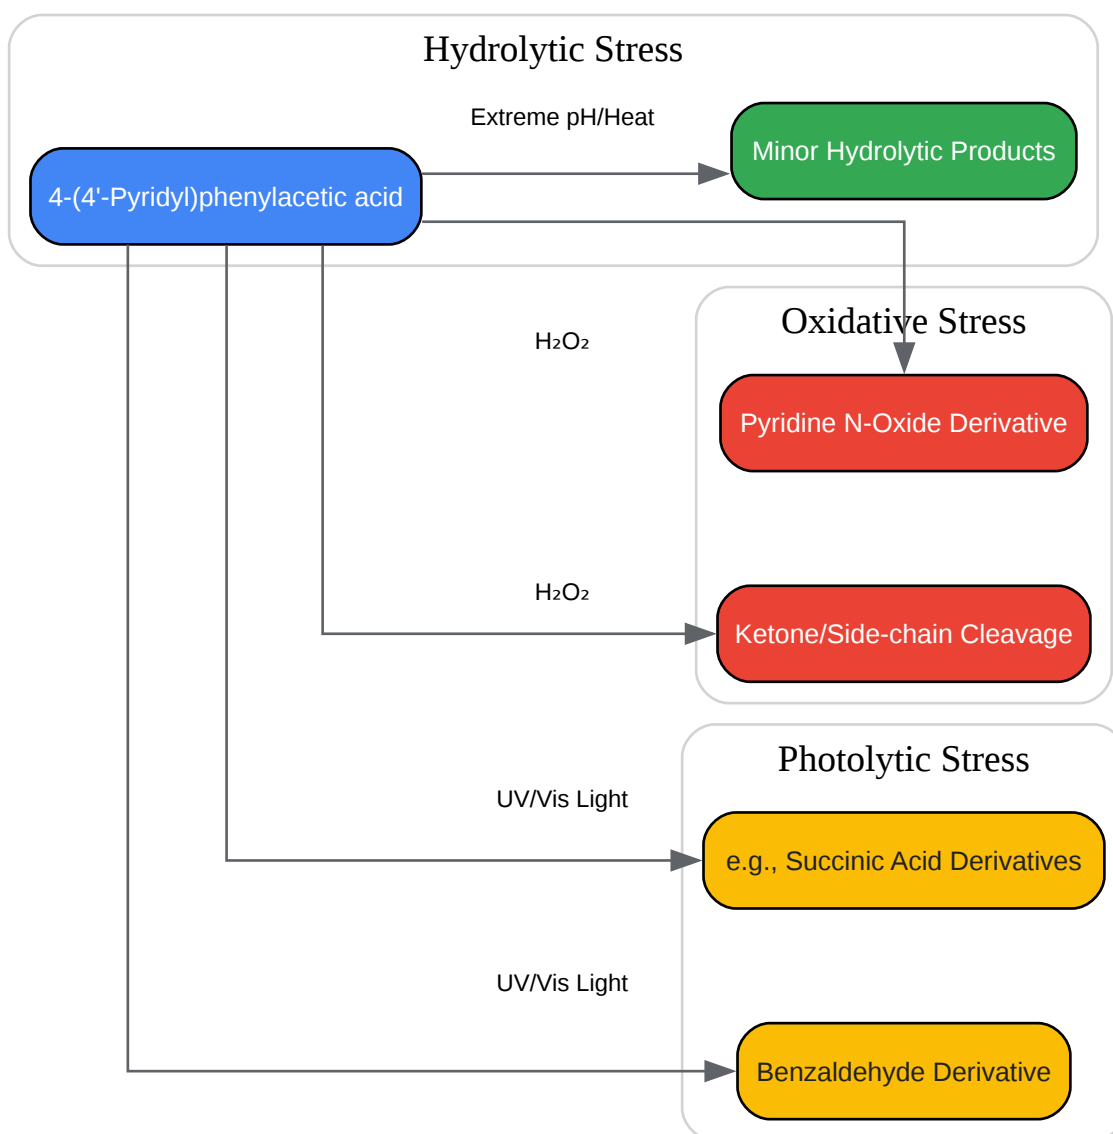 Hydrolytic Stress
Extreme pH/Heat
Minor Hydrolytic Products
4-(4'-Pyridyl)phenylacetic acid
Oxidative Stress
H₂O₂
Pyridine N-Oxide Derivative
H₂O₂
Ketone/Side-chain Cleavage
Photolytic Stress
UV/Vis Light
e.g., Succinic Acid Derivatives
UV/Vis Light
Benzaldehyde Derivative